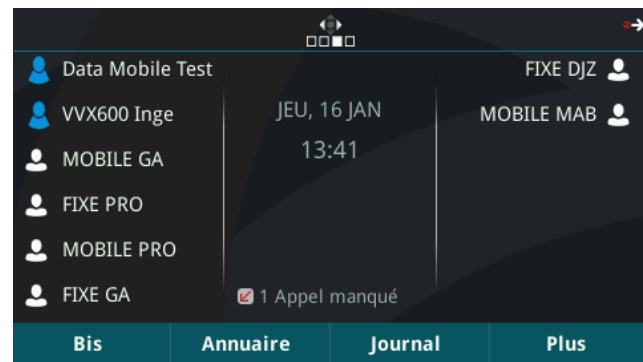 Data Mobile Test
VVX600 Inge
MOBILE GA
FIXE PRO
MOBILE PRO
FIXE GA
JEU, 16 JAN
13:41
1 Appel manqué
FIXE DJZ
MOBILE MAB
Bis Annuaire Journal Plus